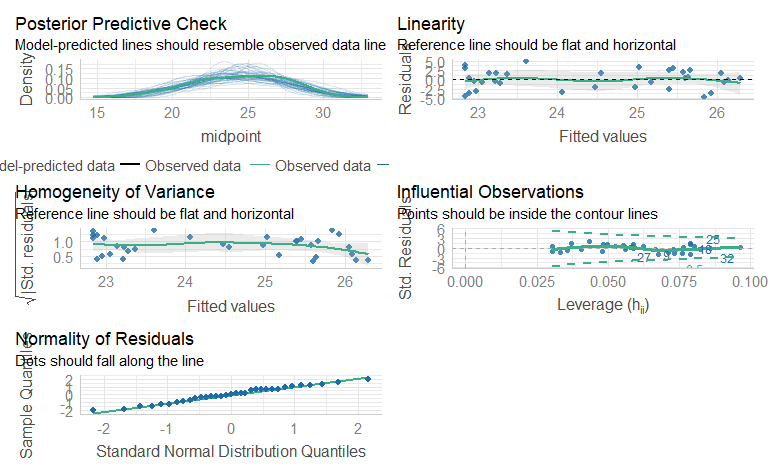 Posterior Predictive Check
Model-predicted lines should resemble observed data line
Density
0.15
0.10
0.05
0.00
15 20 25 30
midpoint
del-predicted data Observed data Observed data
Linearity
Reference line should be flat and horizontal
Residuals
5.0
2.5
0.0
-2.5
-5.0
23 24 25 26
Fitted values
Homogeneity of Variance
Reference line should be flat and horizontal
√|Std. residuals|
1.0
0.5
23 24 25 26
Fitted values
Influential Observations
Points should be inside the contour lines
Std. Residuals
6
3
0
-3
-6
25
18
27
9
32
0.5
0.000 0.025 0.050 0.075 0.100
Leverage (hii)
Normality of Residuals
Dots should fall along the line
Sample Quantiles
2
1
0
-1
-2
-2 -1 0 1 2
Standard Normal Distribution Quantiles